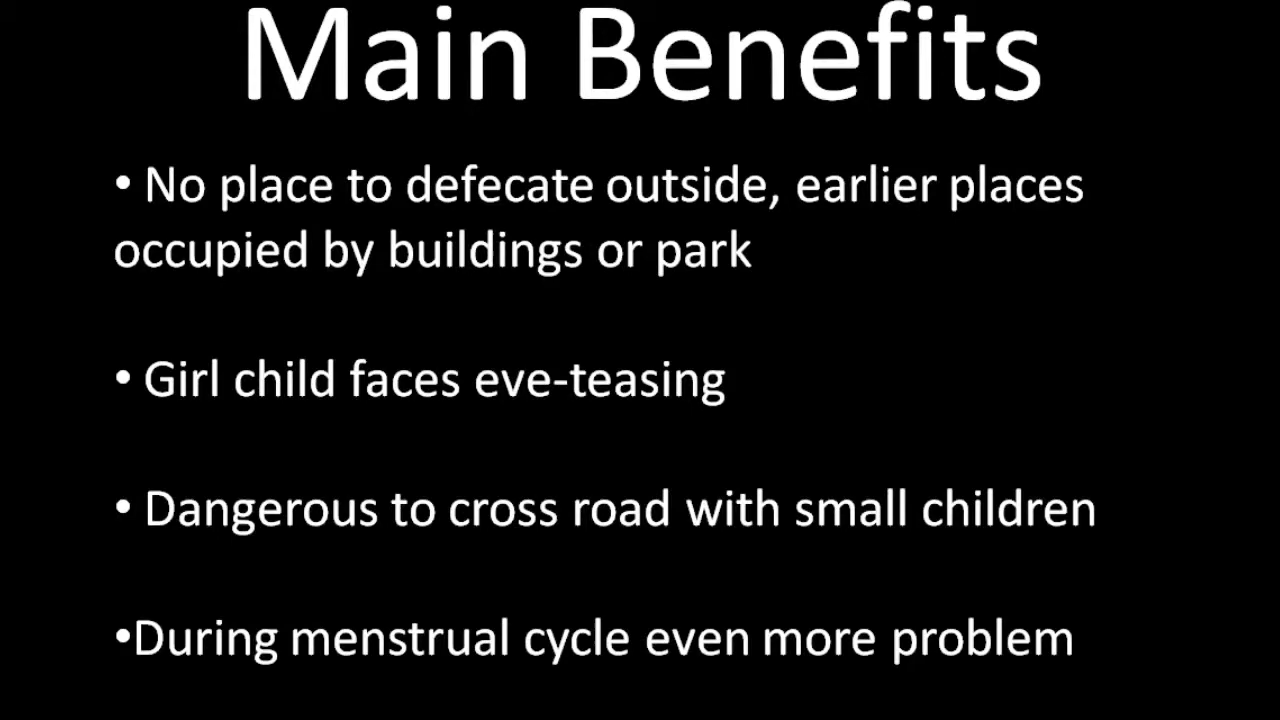 Main Benefits
• No place to defecate outside, earlier places
occupied by buildings or park
• Girl child faces eve-teasing
• Dangerous to cross road with small children
•During menstrual cycle even more problem